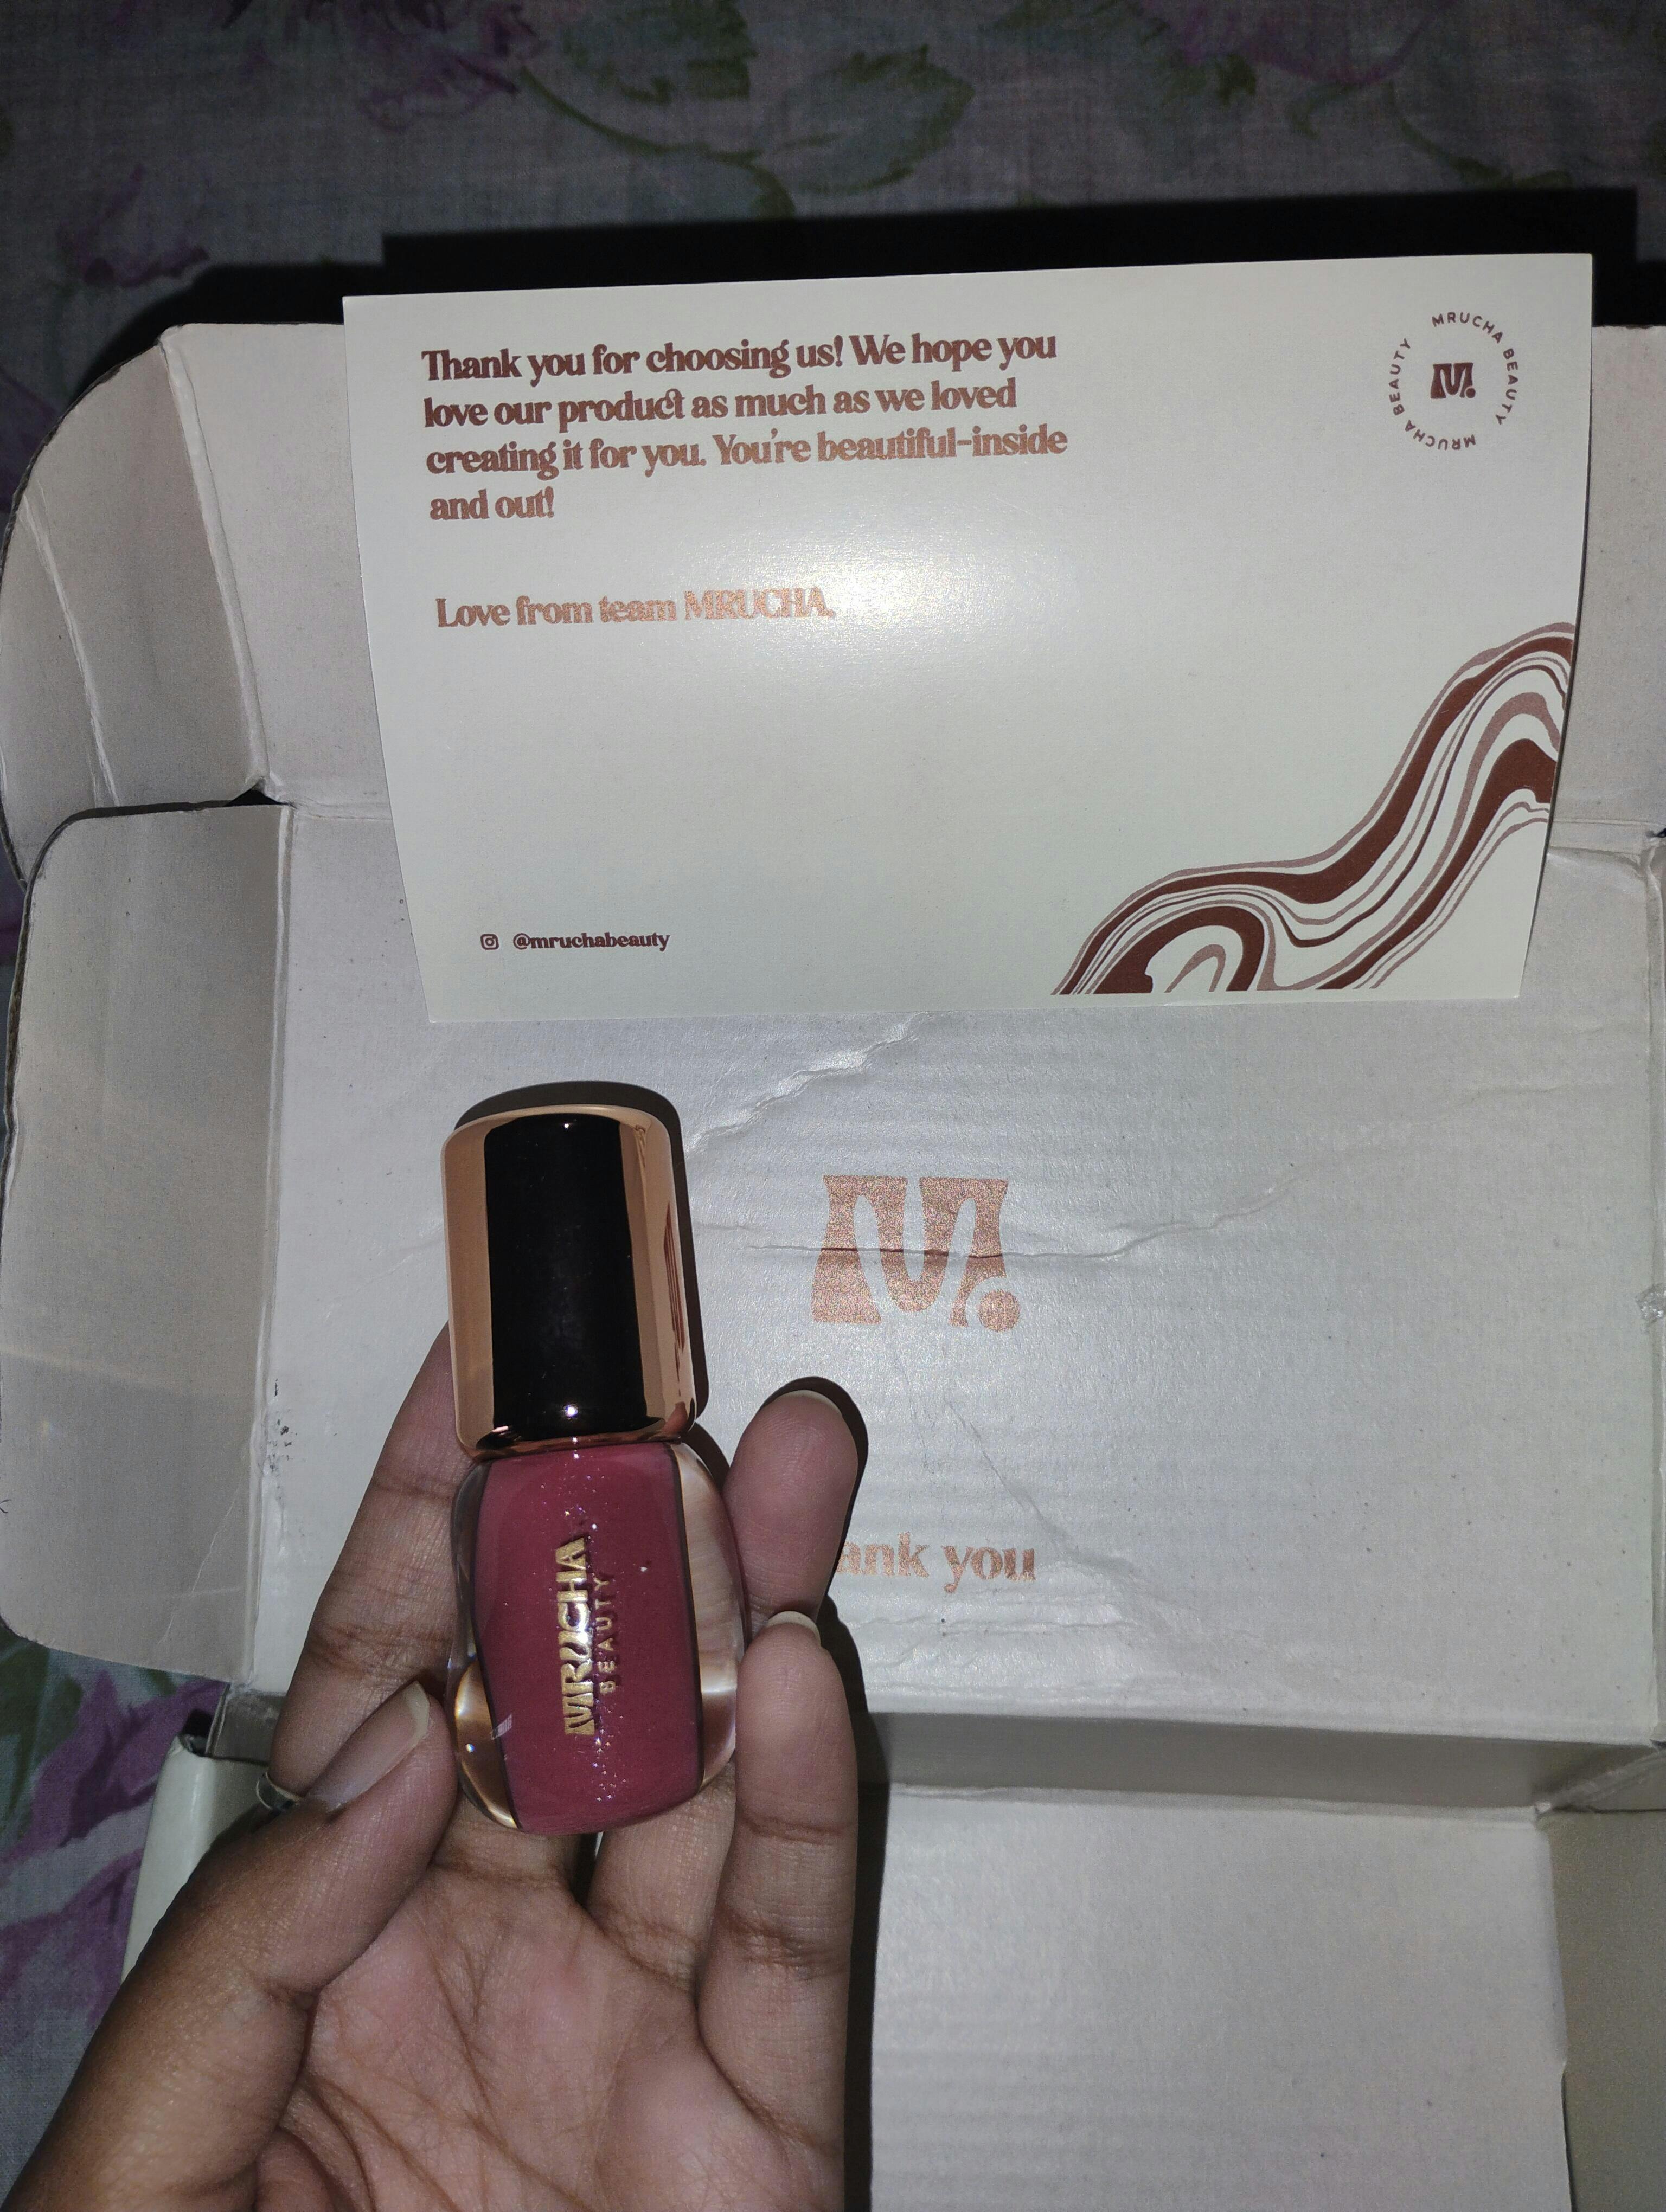 Thank you for choosing us! We hope you
love our product as much as we loved
creating it for you. You're beautiful-inside
and out!
Love from team MRUCHA.
MRUCHA BEAUTY MRUCHA BEAUTY
M.
@mruchabeauty
M.
ank you
MRUCHA
BEAUTY